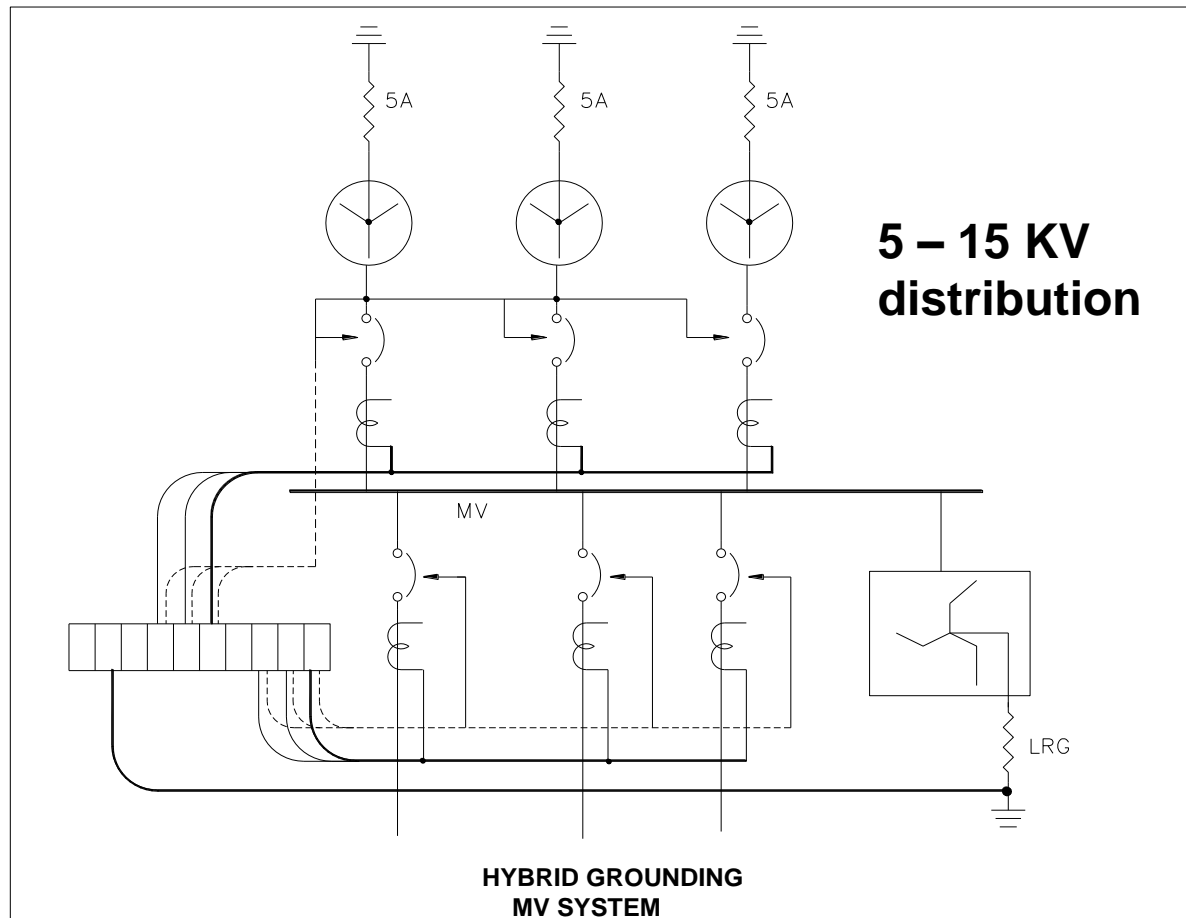 5A
5A
5A
5 – 15 KV
distribution
MV
LRG
HYBRID GROUNDING
MV SYSTEM